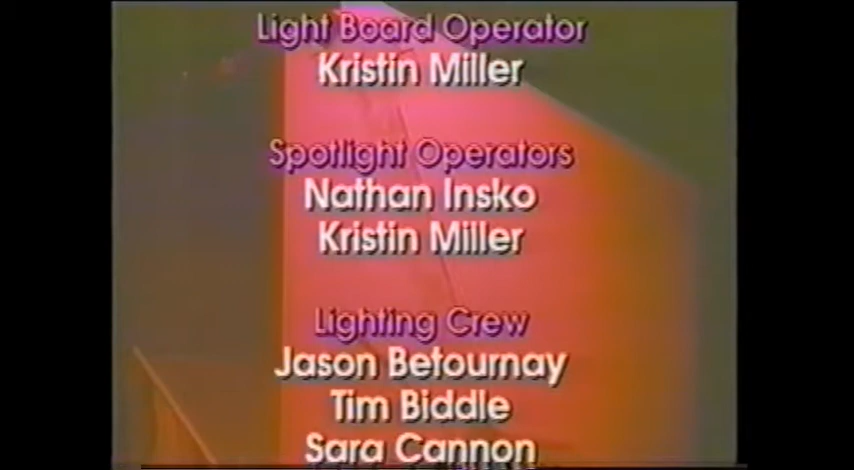 Light Board Operator
Kristin Miller
Spotlight Operators
Nathan Insko
Kristin Miller
Lighting Crew
Jason Betournay
Tim Biddle
Sara Cannon